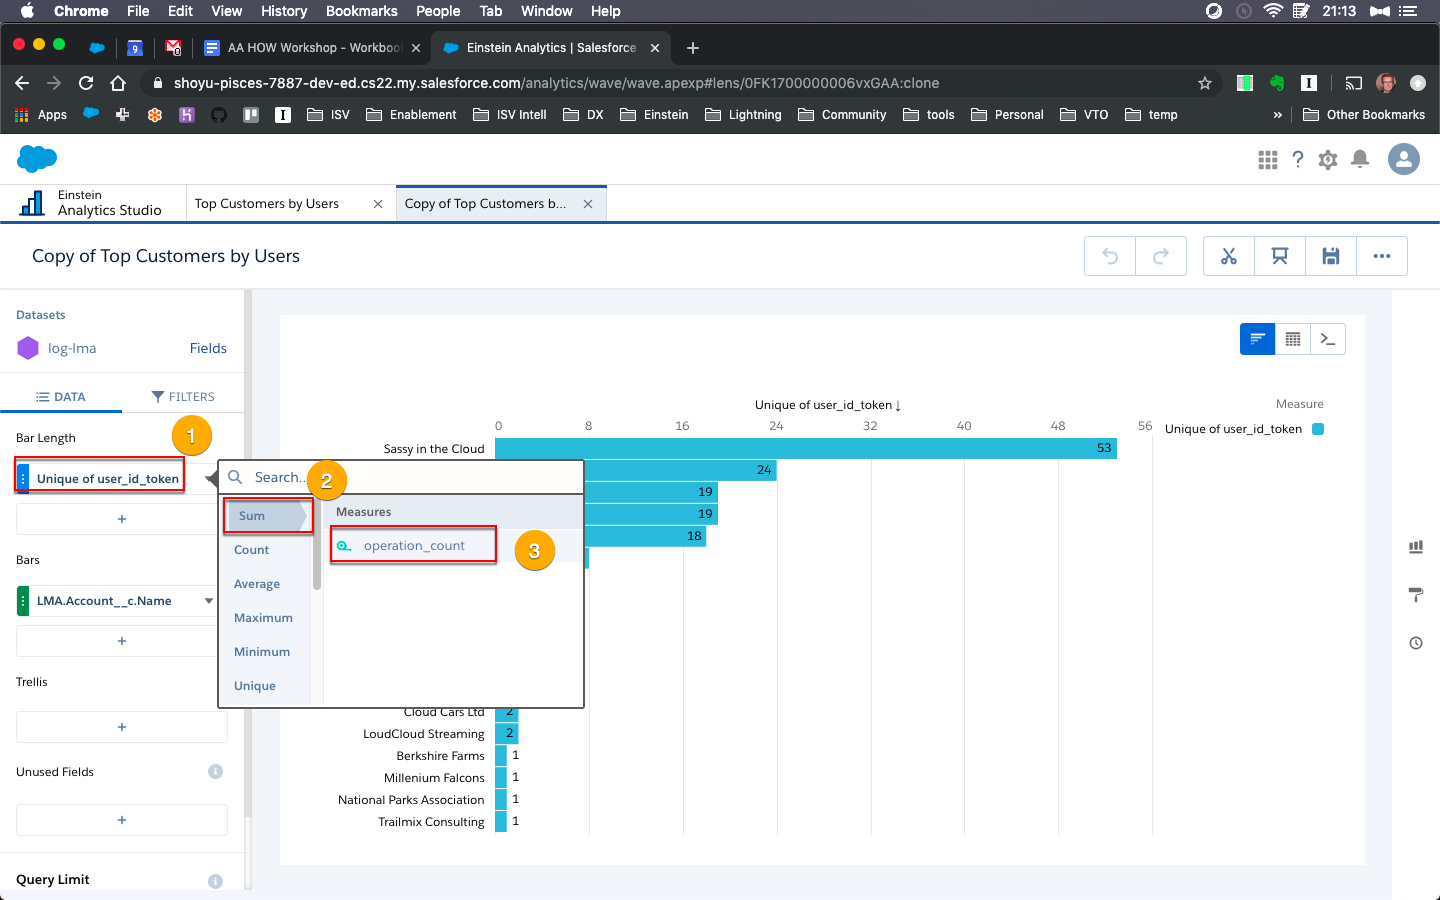 Chrome File Edit View History Bookmarks People Tab Window Help 21:13
9 0 AA HOW Workshop - Workboo Einstein Analytics | Salesforce
shoyu-pisces-7887-dev-ed.cs22.my.salesforce.com/analytics/wave/wave.apexp#lens/0FK1700000006vxGAA:clone
Apps ISV Enablement ISV Intell DX Einstein Lightning Community tools Personal VTO temp » Other Bookmarks
Einstein
Analytics Studio
Top Customers by Users
Copy of Top Customers b...
Copy of Top Customers by Users
Datasets
log-lma Fields
DATA FILTERS
Bar Length
1
Unique of user_id_token
+
Bars
LMA.Account__c.Name
+
Trellis
+
Unused Fields
+
Query Limit
Search...
2
Sum
Count
Average
Maximum
Minimum
Unique
Measures
operation_count
3
Unique of user_id_token ↓
0 8 16 24 32 40 48 56
Measure
Unique of user_id_token
Sassy in the Cloud 53
24
19
19
18
Cloud Cars Ltd 2
LoudCloud Streaming 2
Berkshire Farms 1
Millenium Falcons 1
National Parks Association 1
Trailmix Consulting 1